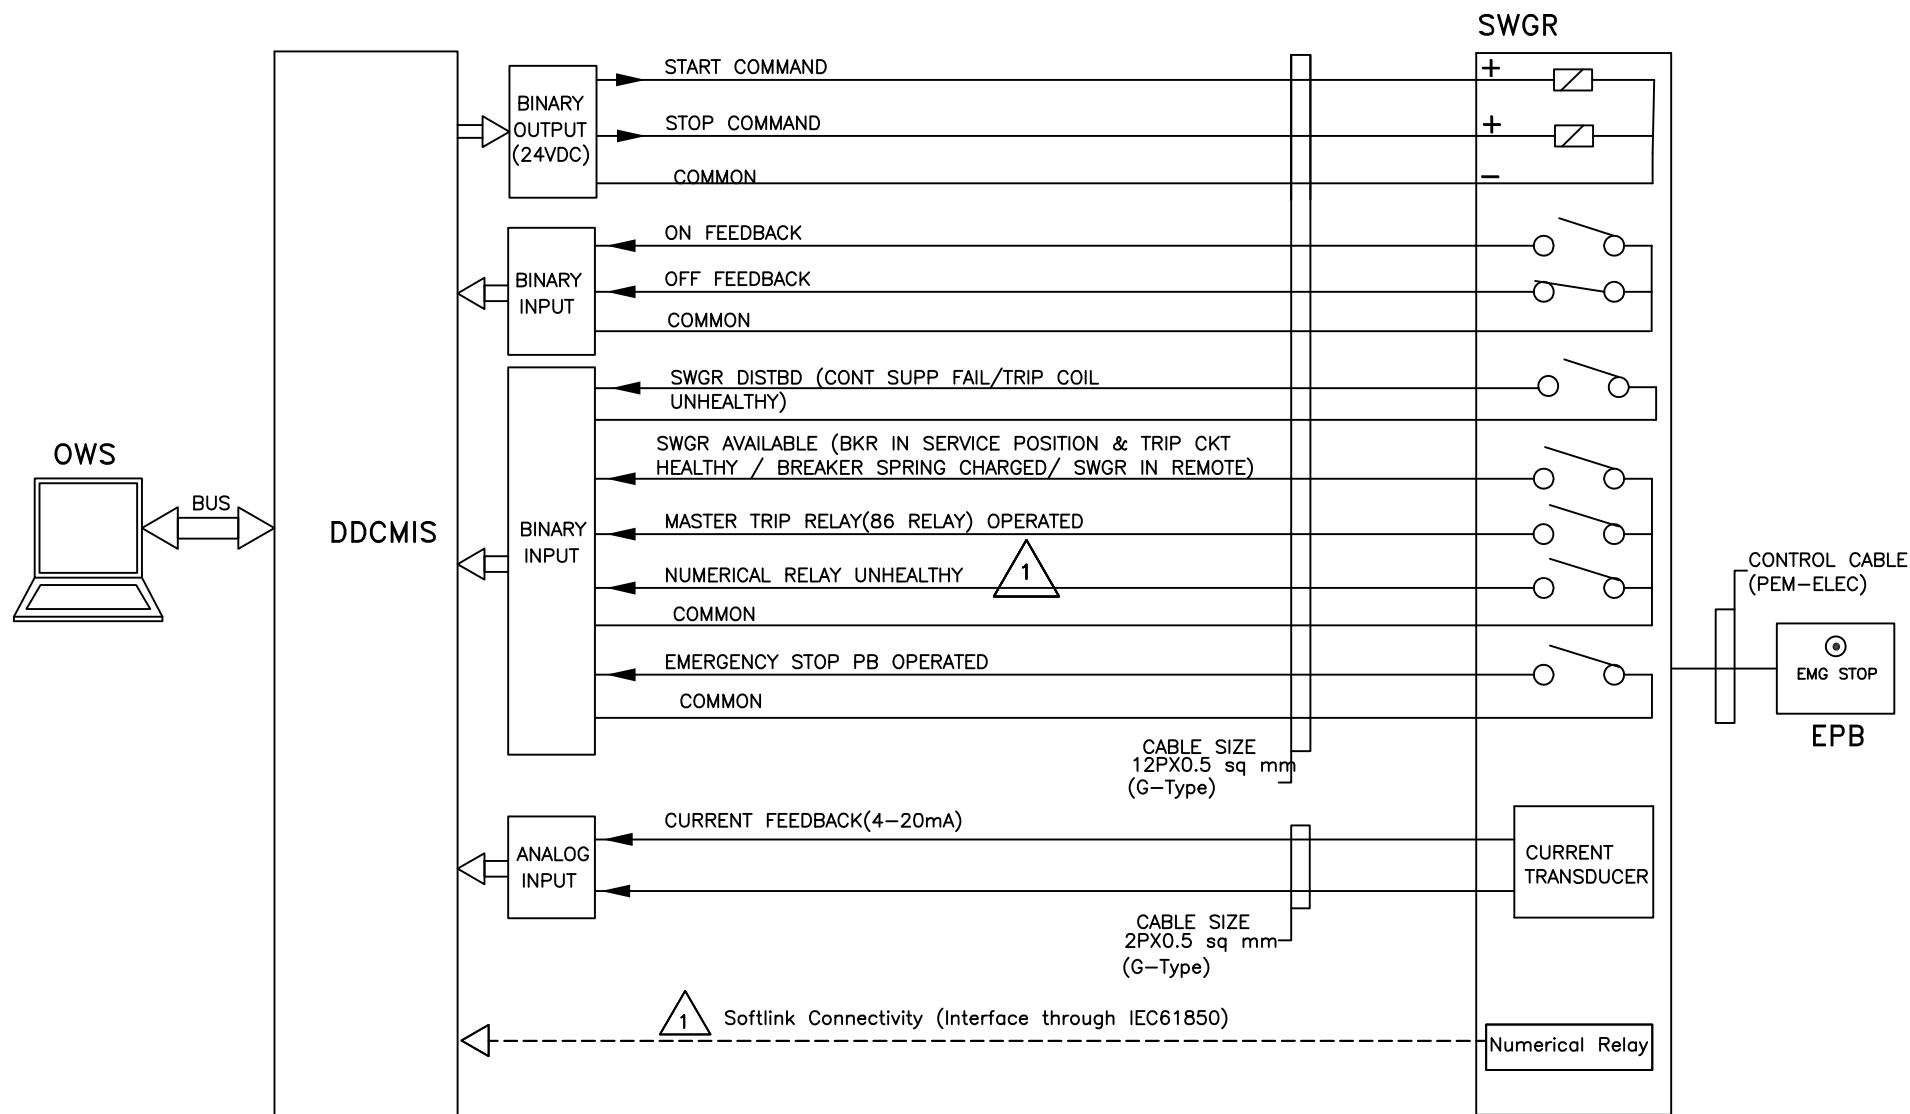 SWGR
START COMMAND
+
BINARY
OUTPUT
(24VDC)
STOP COMMAND
+
COMMON
−
ON FEEDBACK
BINARY
INPUT
OFF FEEDBACK
COMMON
SWGR DISTBD (CONT SUPP FAIL/TRIP COIL
UNHEALTHY)
SWGR AVAILABLE (BKR IN SERVICE POSITION & TRIP CKT
HEALTHY / BREAKER SPRING CHARGED/ SWGR IN REMOTE)
OWS
BUS
DDCMIS
BINARY
INPUT
MASTER TRIP RELAY(86 RELAY) OPERATED
NUMERICAL RELAY UNHEALTHY
1
COMMON
CONTROL CABLE
(PEM-ELEC)
EMERGENCY STOP PB OPERATED
EMG STOP
COMMON
EPB
CABLE SIZE
12PX0.5 sq mm
(G-Type)
CURRENT FEEDBACK(4-20mA)
ANALOG
INPUT
CURRENT
TRANSDUCER
CABLE SIZE
2PX0.5 sq mm
(G-Type)
1
Softlink Connectivity (Interface through IEC61850)
Numerical Relay